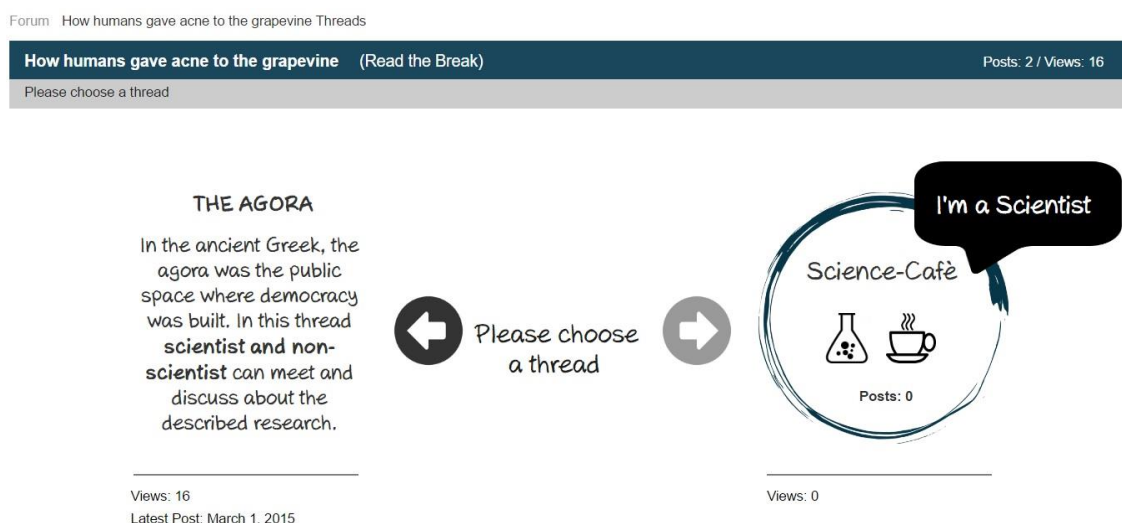 Forum How humans gave acne to the grapevine Threads
How humans gave acne to the grapevine (Read the Break) Posts: 2 / Views: 16
Please choose a thread
THE AGORA
In the ancient Greek, the
agora was the public
space where democracy
was built. In this thread
scientist and non-
scientist can meet and
discuss about the
described research.
Views: 16
Latest Post: March 1, 2015
Please choose
a thread
I'm a Scientist
Science-Cafè
Posts: 0
Views: 0